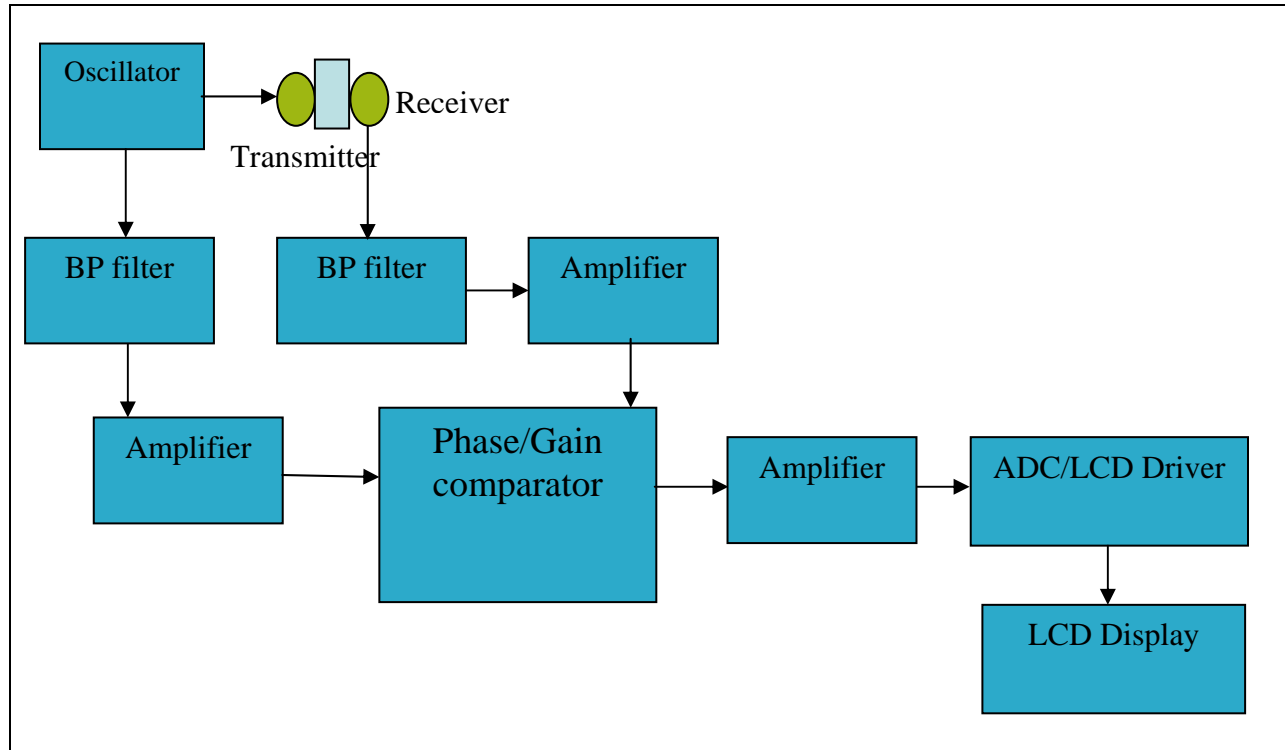 Oscillator
Receiver
Transmitter
BP filter
BP filter
Amplifier
Amplifier
Phase/Gain
comparator
Amplifier
ADC/LCD Driver
LCD Display